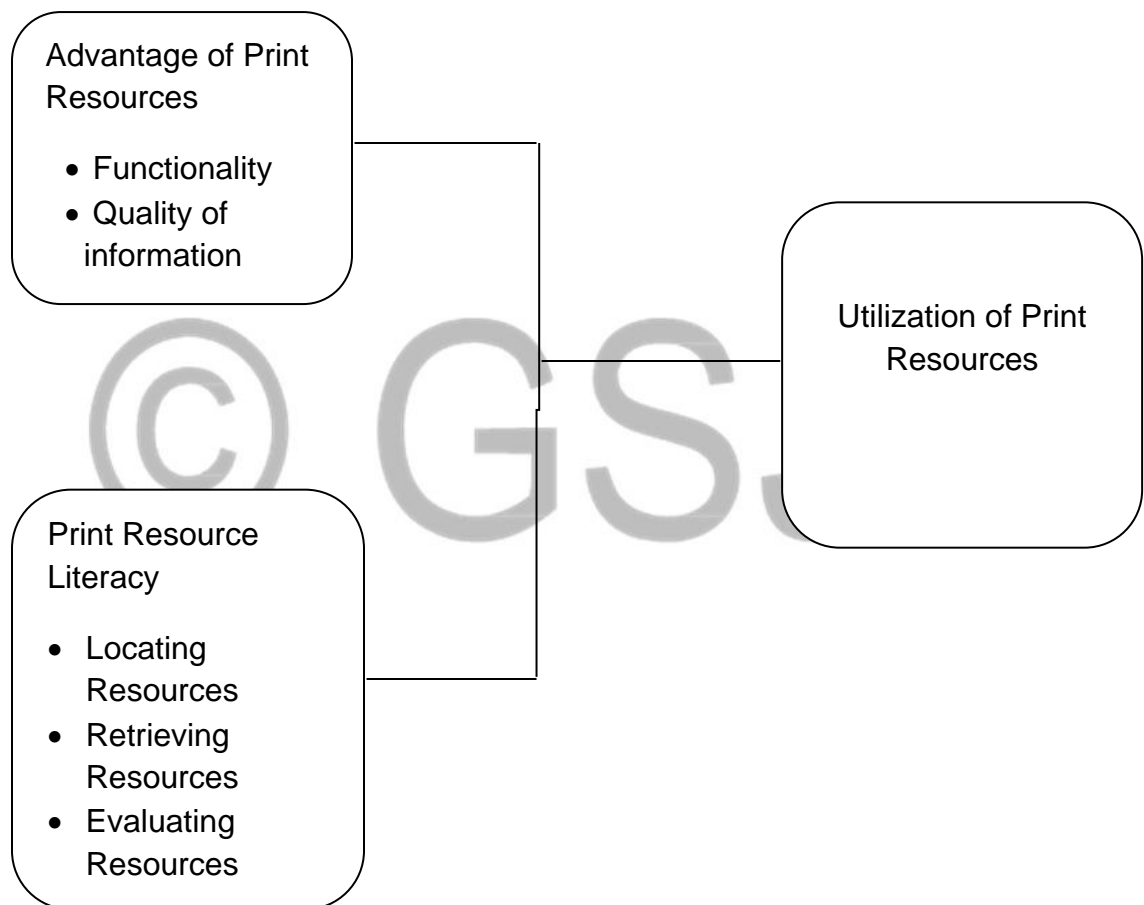 Advantage of Print
Resources
• Functionality
• Quality of
information
Utilization of Print
Resources
© GSJ
Print Resource
Literacy
• Locating
Resources
• Retrieving
Resources
• Evaluating
Resources